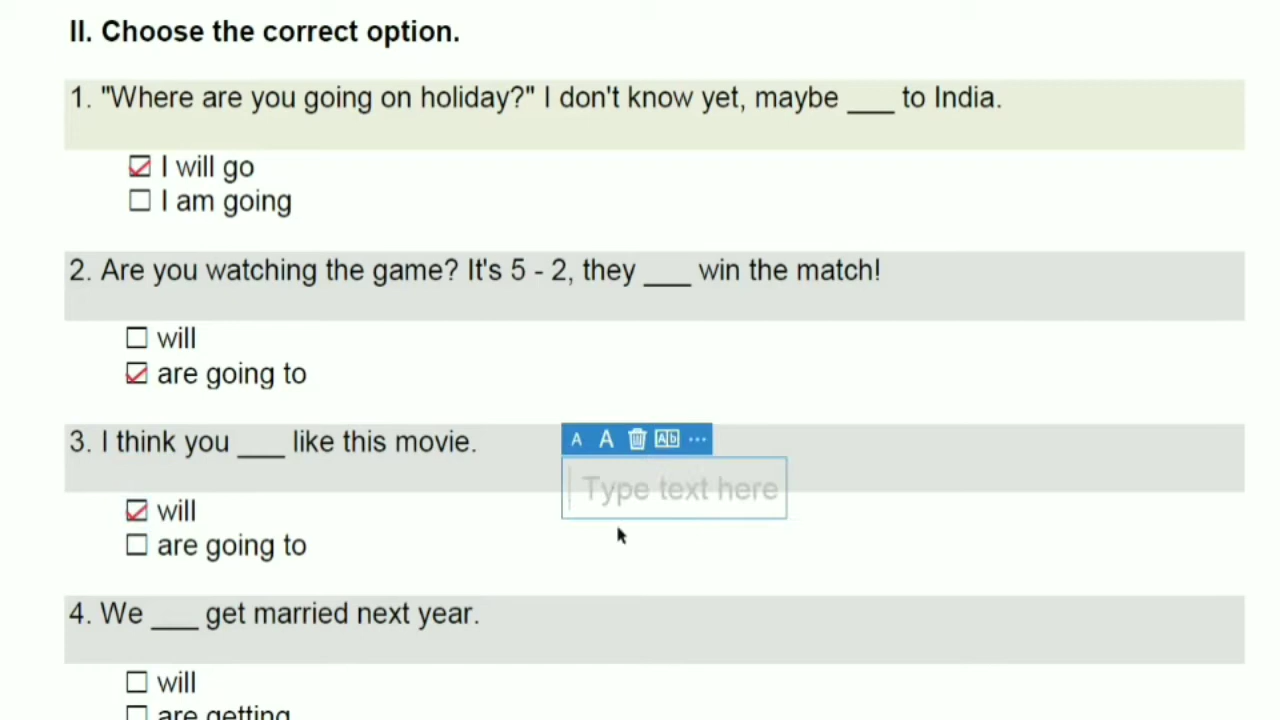 II. Choose the correct option.
1. "Where are you going on holiday?" I don't know yet, maybe ___ to India.
I will go
I am going
2. Are you watching the game? It's 5 - 2, they ___ win the match!
will
are going to
3. I think you ___ like this movie.
A A Ab ...
Type text here
will
are going to
4. We ___ get married next year.
will
are getting